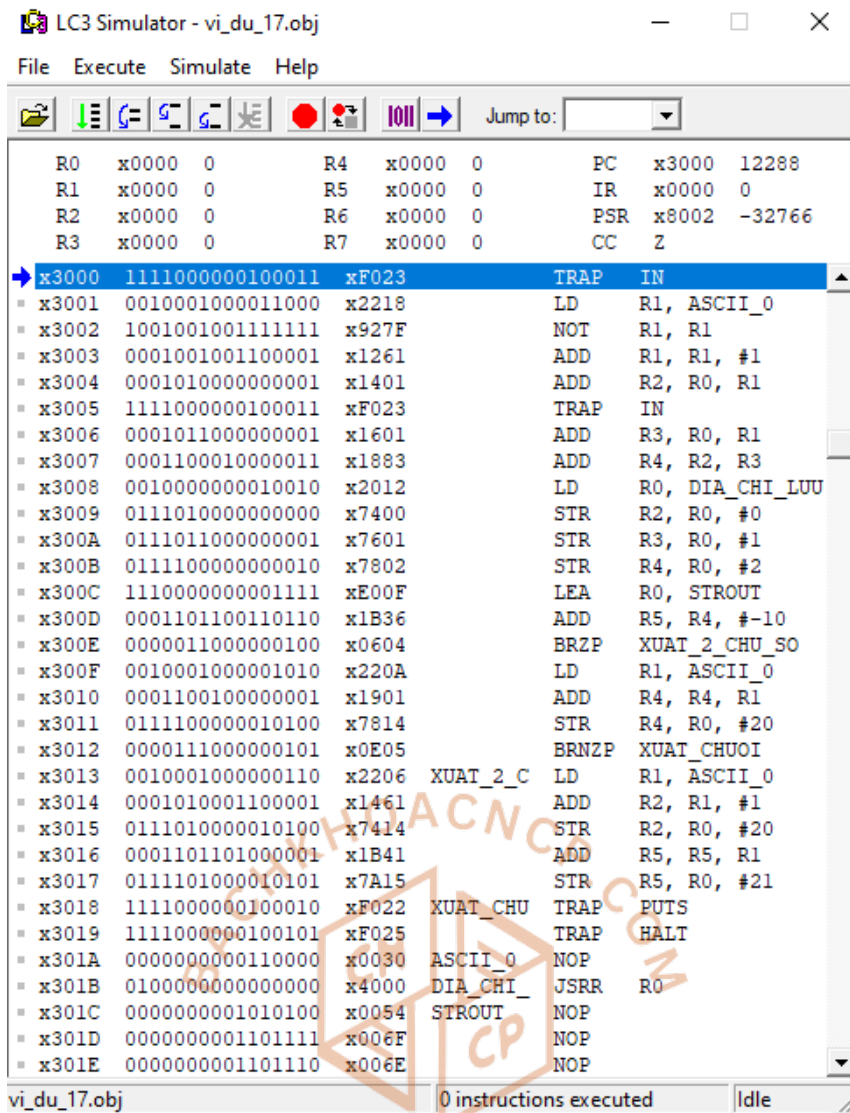 LC3 Simulator - vi_du_17.obj
File Execute Simulate Help
Jump to:
R0 x0000 0 R4 x0000 0 PC x3000 12288
R1 x0000 0 R5 x0000 0 IR x0000 0
R2 x0000 0 R6 x0000 0 PSR x8002 -32766
R3 x0000 0 R7 x0000 0 CC Z
x3000 1111000000100011 xF023 TRAP IN
x3001 0010001000011000 x2218 LD R1, ASCII_0
x3002 1001001001111111 x927F NOT R1, R1
x3003 0001001001100001 x1261 ADD R1, R1, #1
x3004 0001010000000001 x1401 ADD R2, R0, R1
x3005 1111000000100011 xF023 TRAP IN
x3006 0001011000000001 x1601 ADD R3, R0, R1
x3007 0001100010000011 x1883 ADD R4, R2, R3
x3008 0010000000010010 x2012 LD R0, DIA_CHI_LUU
x3009 0111010000000000 x7400 STR R2, R0, #0
x300A 0111011000000001 x7601 STR R3, R0, #1
x300B 0111100000000010 x7802 STR R4, R0, #2
x300C 1110000000001111 xE00F LEA R0, STROUT
x300D 0001101100110110 x1B36 ADD R5, R4, #-10
x300E 0000011000000100 x0604 BRZP XUAT_2_CHU_SO
x300F 0010001000001010 x220A LD R1, ASCII_0
x3010 0001100100000001 x1901 ADD R4, R4, R1
x3011 0111100000010100 x7814 STR R4, R0, #20
x3012 0000111000000101 x0E05 BRNZP XUAT_CHUOI
x3013 0010001000000110 x2206 XUAT_2_C LD R1, ASCII_0
x3014 0001010001100001 x1461 ADD R2, R1, #1
x3015 0111010000010100 x7414 STR R2, R0, #20
x3016 0001101101000001 x1B41 ADD R5, R5, R1
x3017 0111101000010101 x7A15 STR R5, R0, #21
x3018 1111000000100010 xF022 XUAT_CHU TRAP PUTS
x3019 1111000000100101 xF025 TRAP HALT
x301A 0000000000110000 x0030 ASCII_0 NOP
x301B 0100000000000000 x4000 DIA_CHI_ JSRR R0
x301C 0000000001010100 x0054 STROUT NOP
x301D 0000000001101111 x006F NOP
x301E 0000000001101110 x006E NOP
BACHKHOACNCP.COM
CP
vi_du_17.obj 0 instructions executed Idle